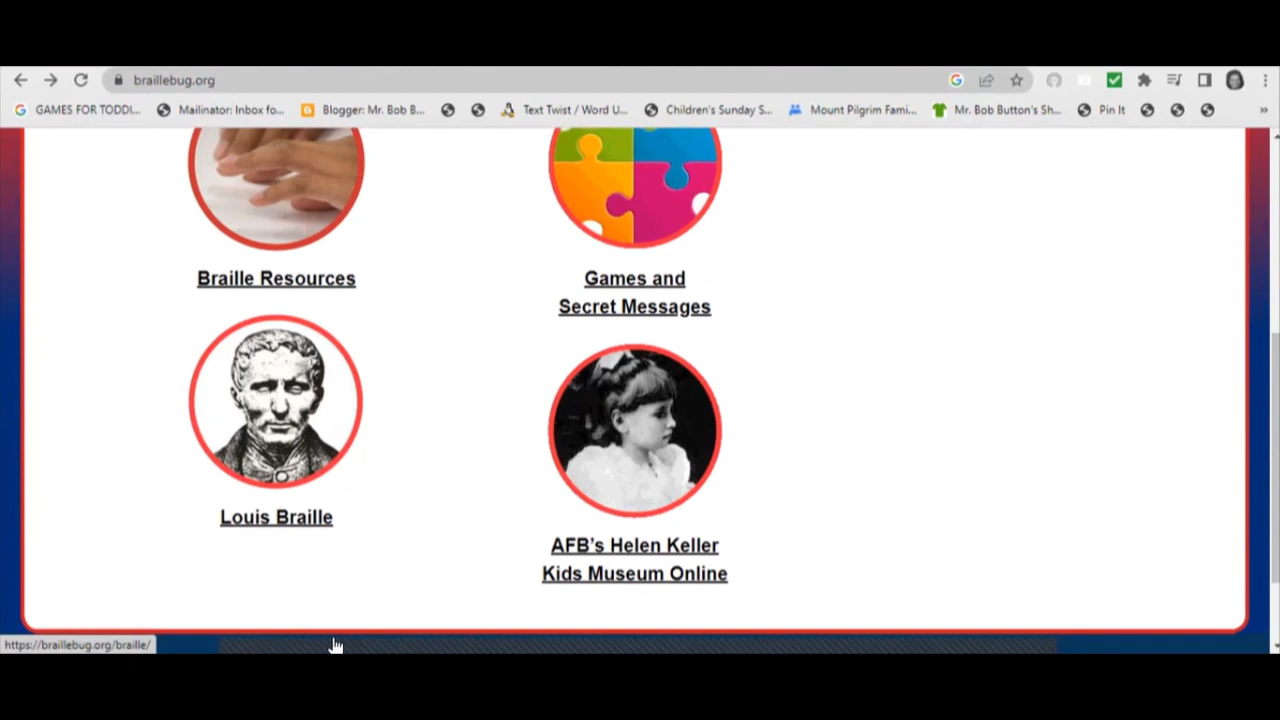 braillebug.org
GAMES FOR TODDL... Mailinator: Inbox fo... Blogger: Mr. Bob B... Text Twist / Word U... Children's Sunday S... Mount Pilgrim Fami... Mr. Bob Button's Sh... Pin It »
Braille Resources
Games and
Secret Messages
Louis Braille
AFB's Helen Keller
Kids Museum Online
https://braillebug.org/braille/